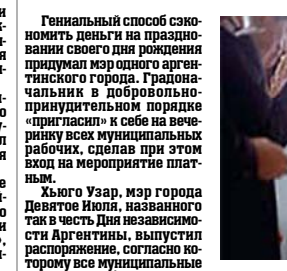 Гениальный способ сэко-
номить деньги на праздно-
вании своего дня рождения
придумал мэр одного арген-
тинского города. Градона-
чальник в добровольно-
принудительном порядке
«пригласил» к себе на вече-
ринку всех муниципальных
рабочих, сделав при этом
вход на мероприятие плат-
ным.
Хьюго Узар, мэр города
Девятое Июля, названного
так в честь Дня независимо-
сти Аргентины, выпустил
распоряжение, согласно ко-
торому все муниципальные